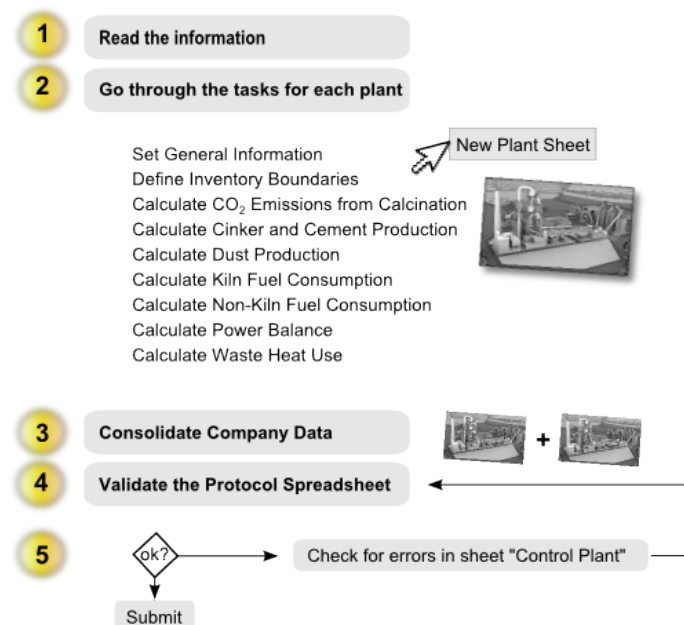 1
Read the information
2
Go through the tasks for each plant
New Plant Sheet
Set General Information
Define Inventory Boundaries
Calculate CO₂ Emissions from Calcination
Calculate Cinker and Cement Production
Calculate Dust Production
Calculate Kiln Fuel Consumption
Calculate Non-Kiln Fuel Consumption
Calculate Power Balance
Calculate Waste Heat Use
3
Consolidate Company Data
+
4
Validate the Protocol Spreadsheet
5
ok?
Check for errors in sheet "Control Plant"
Submit